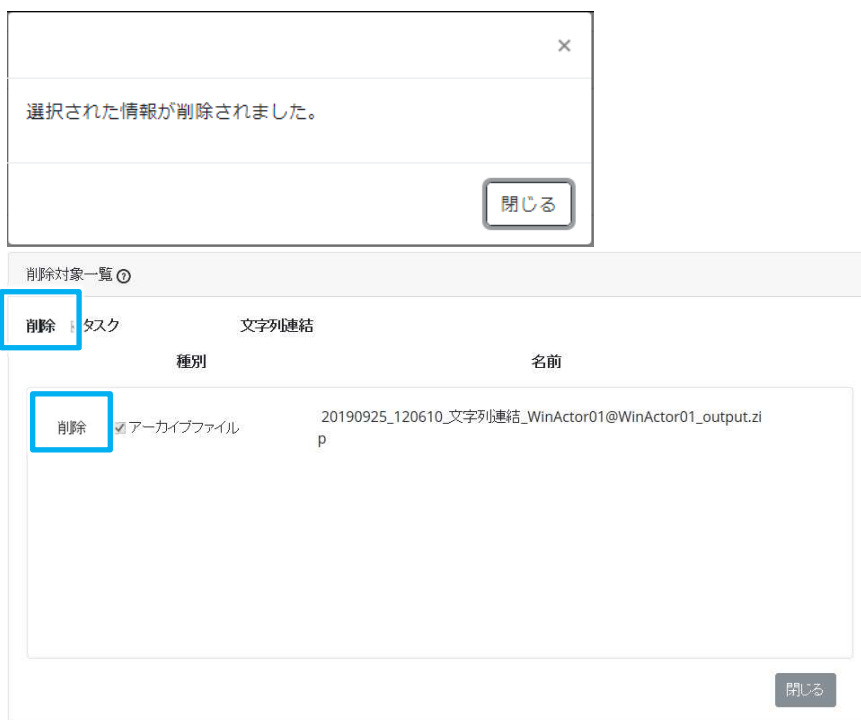 ×
選択された情報が削除されました。
閉じる
削除対象一覧 ?
削除 タスク 文字列連結
種別 名前
削除 アーカイブファイル 20190925_120610_文字列連結_WinActor01@WinActor01_output.zi
p
閉じる